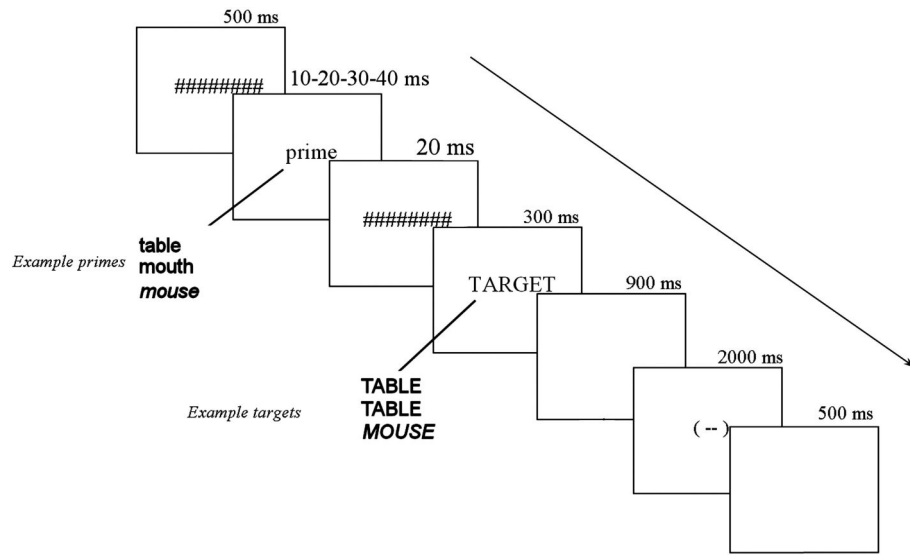 500 ms
########
10-20-30-40 ms
prime
20 ms
########
300 ms
Example primes
table
mouth
mouse
TARGET
900 ms
Example targets
TABLE
TABLE
MOUSE
2000 ms
( -- )
500 ms